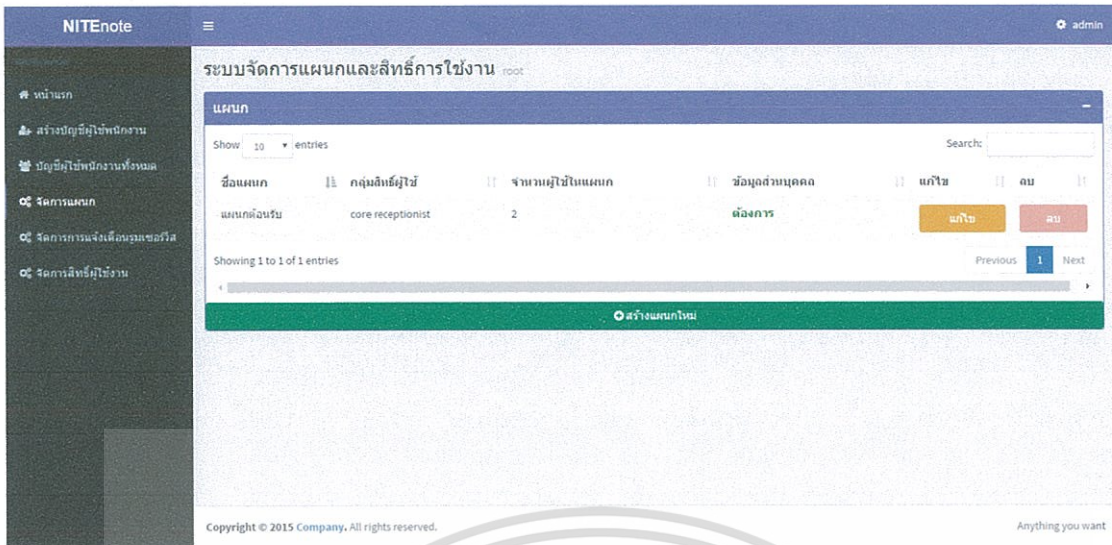 NITEnote
admin
ระบบจัดการแผนกและสิทธิ์การใช้งาน root
หน้าแรก
สร้างบัญชีผู้ใช้พนักงาน
บัญชีผู้ใช้พนักงานทั้งหมด
จัดการแผนก
จัดการการแจ้งเตือนรูมเซอร์วิส
จัดการสิทธิ์ผู้ใช้งาน
แผนก
Show 10 entries
Search:
ชื่อแผนก กลุ่มสิทธิ์ผู้ใช้ จำนวนผู้ใช้ในแผนก ข้อมูลส่วนบุคคล แก้ไข ลบ
แผนกต้อนรับ core receptionist 2 ต้องการ แก้ไข ลบ
Showing 1 to 1 of 1 entries
Previous 1 Next
สร้างแผนกใหม่
Copyright © 2015 Company. All rights reserved.
Anything you want